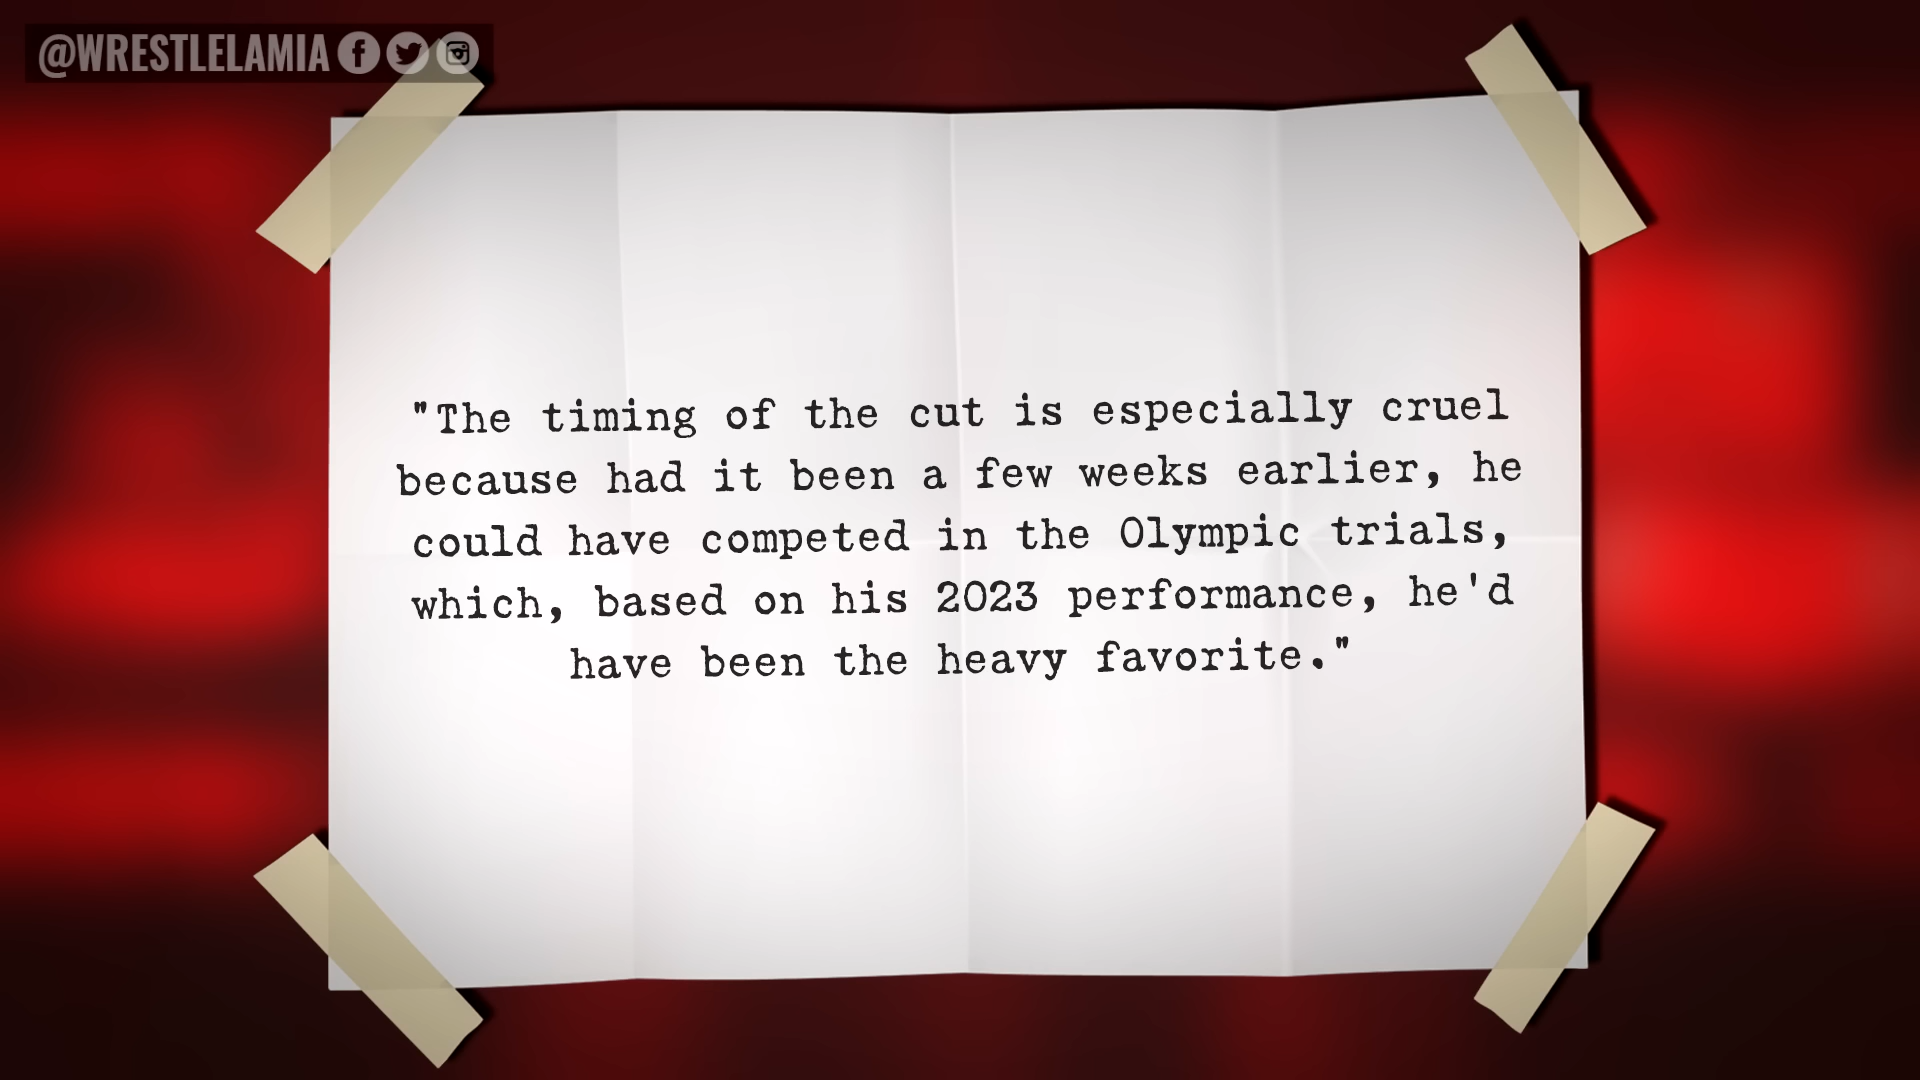 @WRESTLELAMIA
"The timing of the cut is especially cruel
because had it been a few weeks earlier, he
could have competed in the Olympic trials,
which, based on his 2023 performance, he'd
have been the heavy favorite."